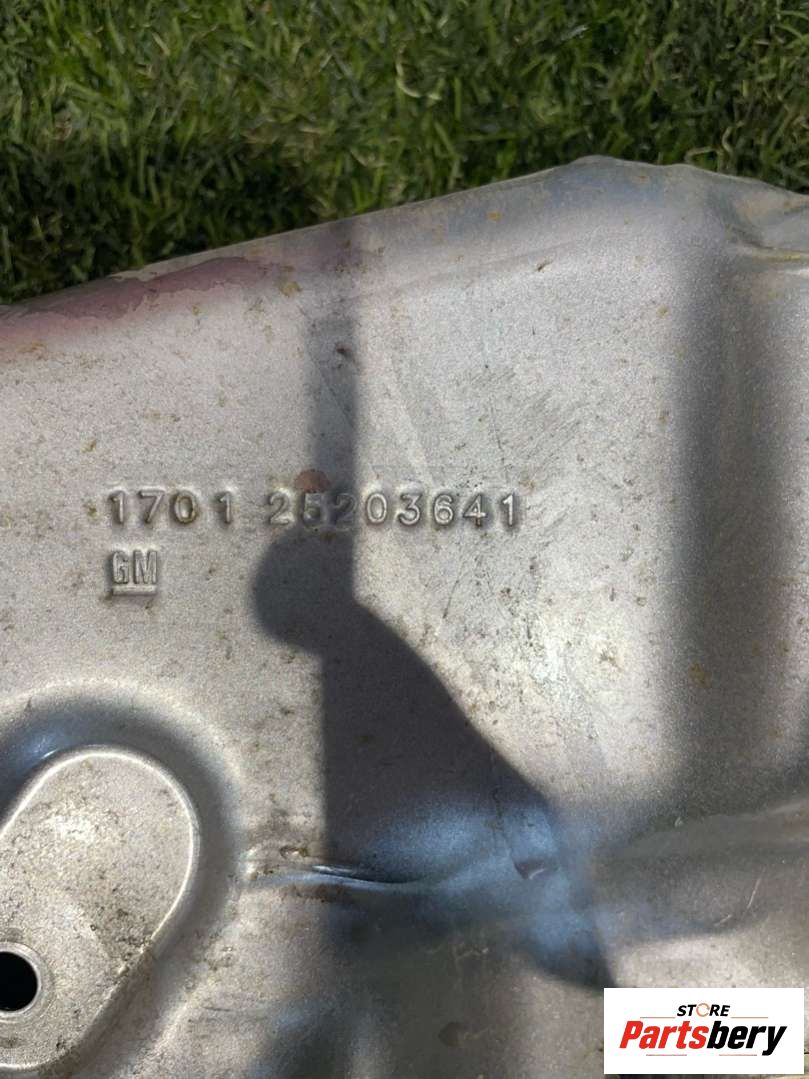 1701 25203641
GM
STORE
Partsbery